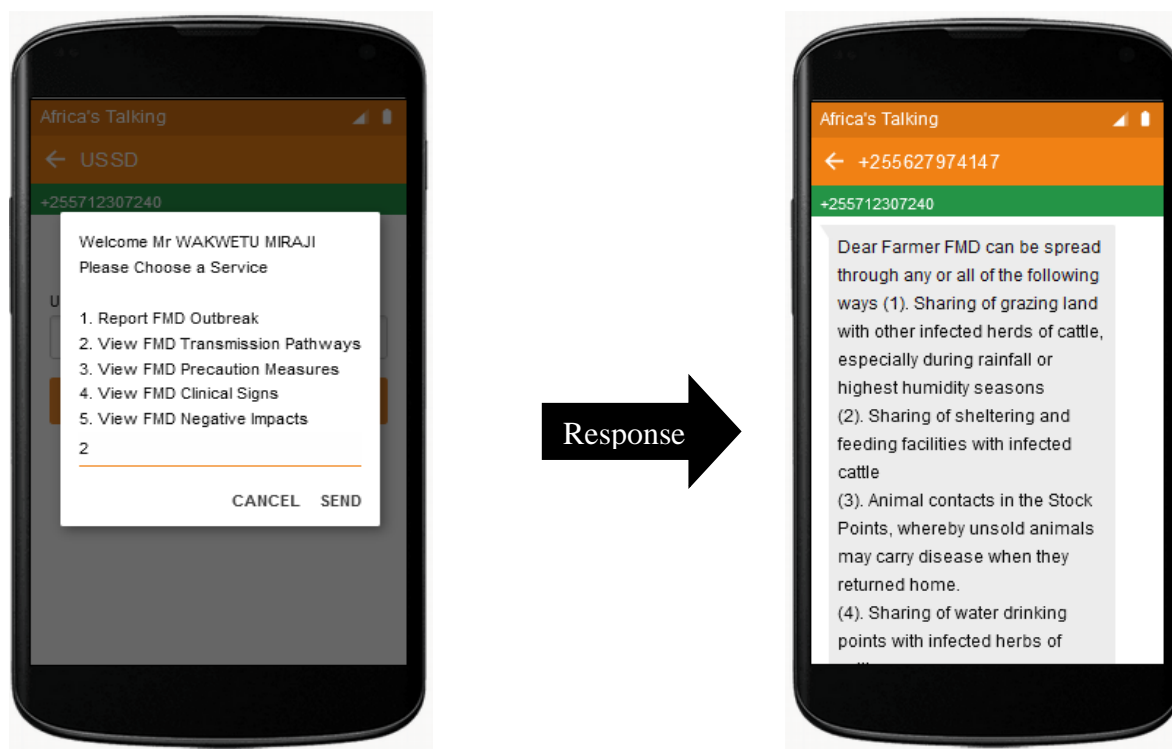 Africa's Talking
USSD
+255712307240
Welcome Mr WAKWETU MIRAJI
Please Choose a Service
U
1. Report FMD Outbreak
2. View FMD Transmission Pathways
3. View FMD Precaution Measures
4. View FMD Clinical Signs
5. View FMD Negative Impacts
2
CANCEL SEND
Response
Africa's Talking
+255627974147
+255712307240
Dear Farmer FMD can be spread
through any or all of the following
ways (1). Sharing of grazing land
with other infected herds of cattle,
especially during rainfall or
highest humidity seasons
(2). Sharing of sheltering and
feeding facilities with infected
cattle
(3). Animal contacts in the Stock
Points, whereby unsold animals
may carry disease when they
returned home.
(4). Sharing of water drinking
points with infected herbs of